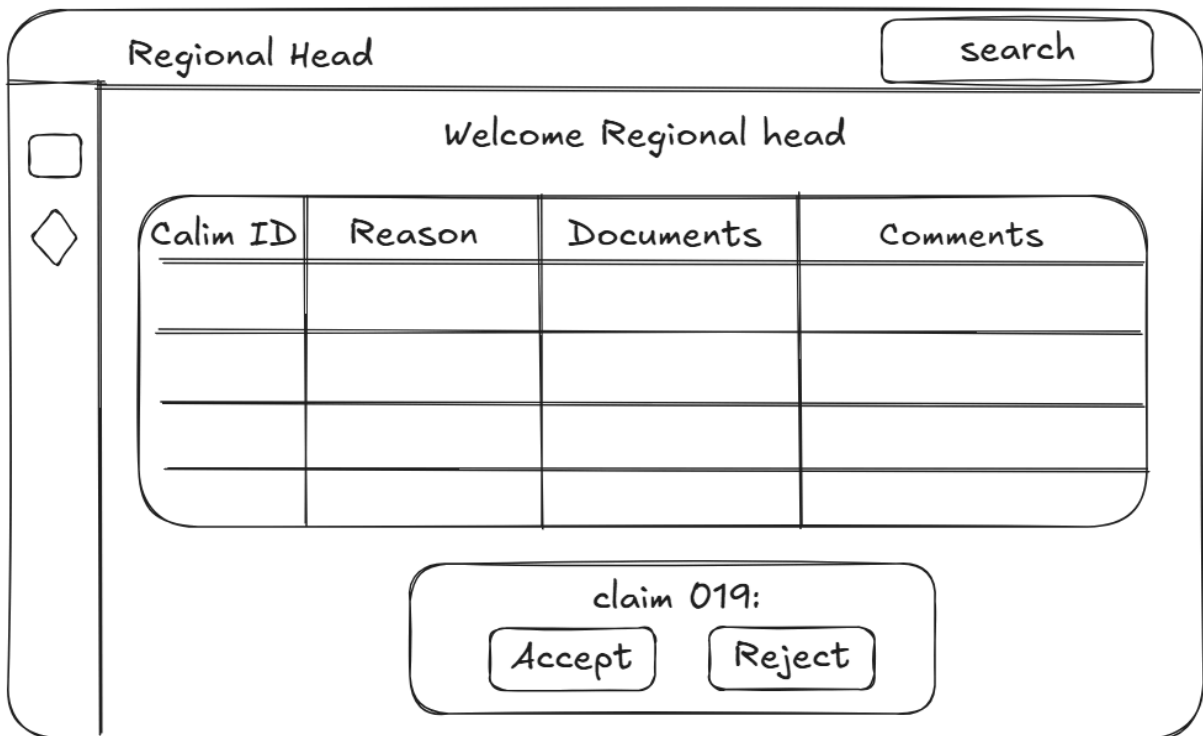 Regional Head
search
Welcome Regional head
Calim ID Reason Documents Comments
claim 019:
Accept Reject